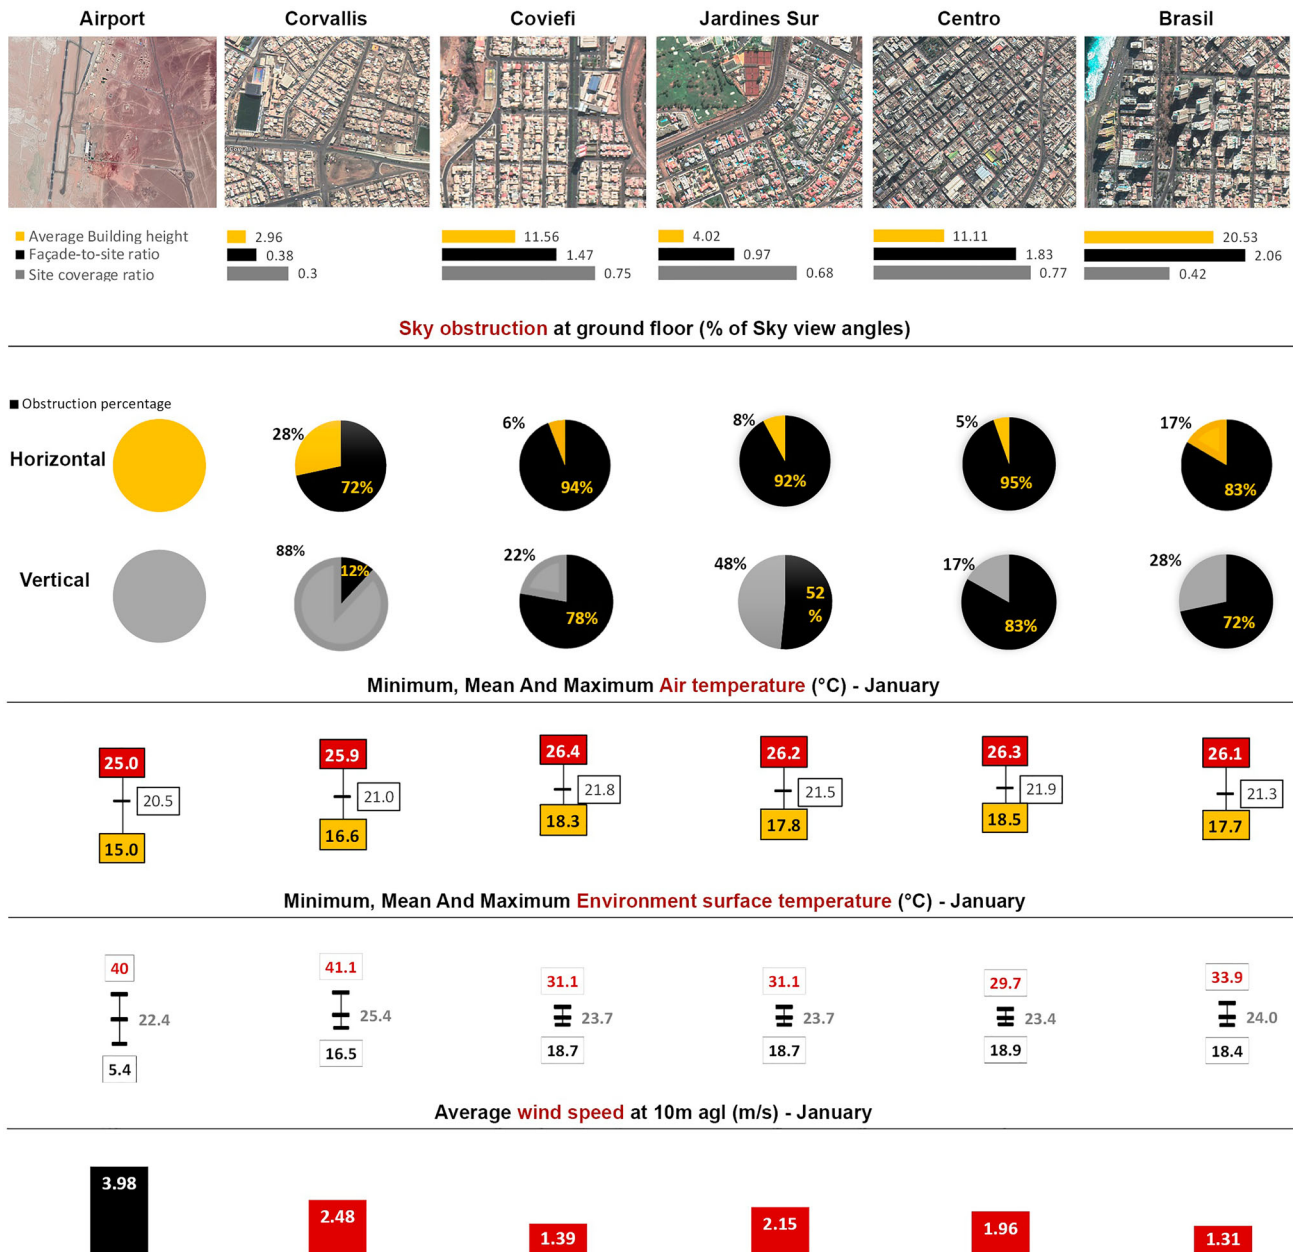 Airport Corvallis Coviefi Jardines Sur Centro Brasil
Average Building height 2.96 11.56 4.02 11.11 20.53
Façade-to-site ratio 0.38 1.47 0.97 1.83 2.06
Site coverage ratio 0.3 0.75 0.68 0.77 0.42
Sky obstruction at ground floor (% of Sky view angles)
Obstruction percentage
28% 6% 8% 5% 17%
Horizontal
72% 94% 92% 95% 83%
88% 22% 48% 17% 28%
Vertical
12% 78% 52 % 83% 72%
Minimum, Mean And Maximum Air temperature (°C) - January
25.0 25.9 26.4 26.2 26.3 26.1
20.5 21.0 21.8 21.5 21.9 21.3
15.0 16.6 18.3 17.8 18.5 17.7
Minimum, Mean And Maximum Environment surface temperature (°C) - January
40 41.1 31.1 31.1 29.7 33.9
22.4 25.4 23.7 23.7 23.4 24.0
5.4 16.5 18.7 18.7 18.9 18.4
Average wind speed at 10m agl (m/s) - January
3.98 2.48 1.39 2.15 1.96 1.31